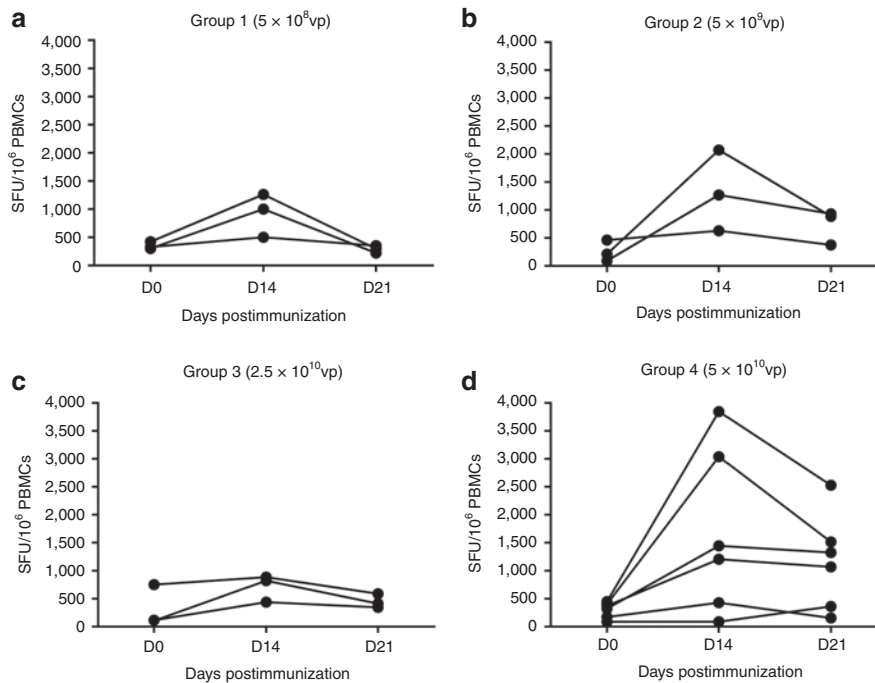 a
Group 1 (5 × 10⁸vp)
4,000
3,500
3,000
2,500
2,000
1,500
1,000
500
0
SFU/10⁶ PBMCs
D0 D14 D21
Days postimmunization
b
Group 2 (5 × 10⁹vp)
4,000
3,500
3,000
2,500
2,000
1,500
1,000
500
0
SFU/10⁶ PBMCs
D0 D14 D21
Days postimmunization
c
Group 3 (2.5 × 10¹⁰vp)
4,000
3,500
3,000
2,500
2,000
1,500
1,000
500
0
SFU/10⁶ PBMCs
D0 D14 D21
Days postimmunization
d
Group 4 (5 × 10¹⁰vp)
4,000
3,500
3,000
2,500
2,000
1,500
1,000
500
0
SFU/10⁶ PBMCs
D0 D14 D21
Days postimmunization